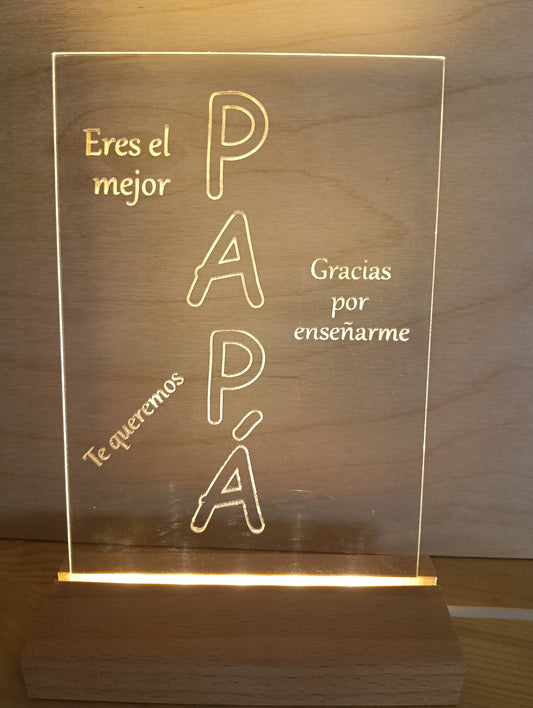 Eres el
mejor
P
A
P
Á
Gracias
por
enseñarme
Te queremos